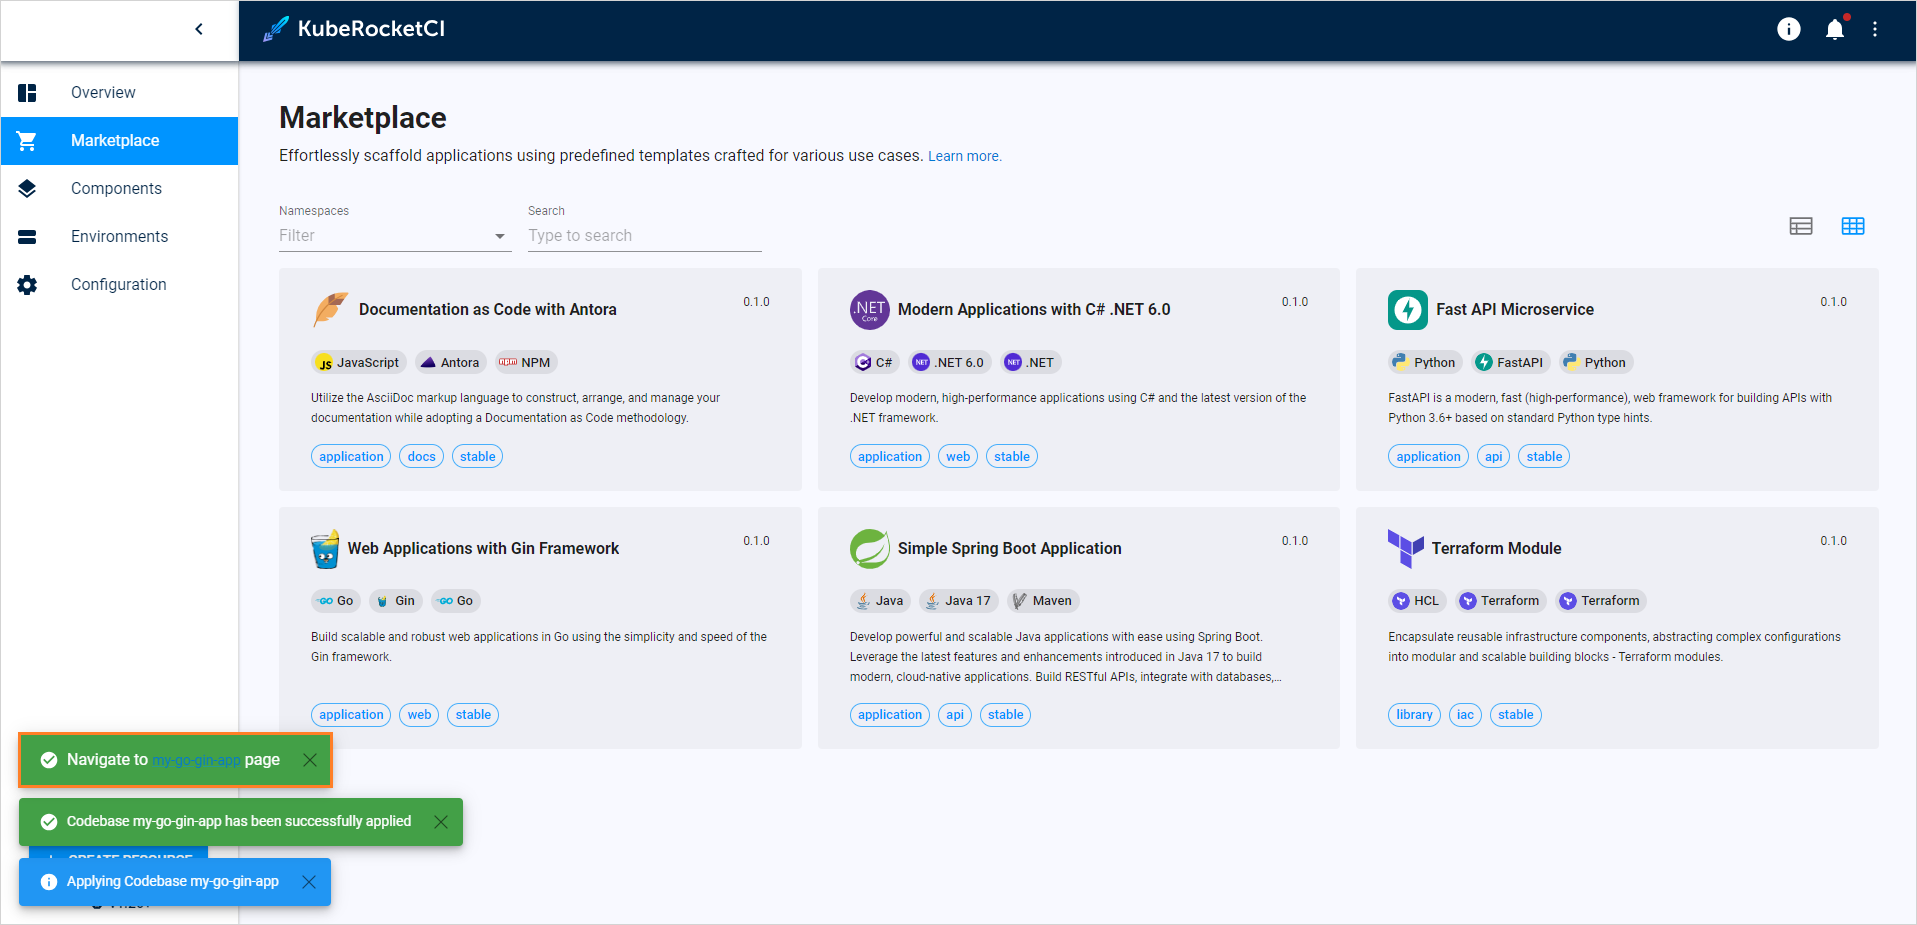 KubeRocketCI
Overview
Marketplace
Components
Environments
Configuration
Marketplace
Effortlessly scaffold applications using predefined templates crafted for various use cases. Learn more.
Namespaces
Filter
Search
Type to search
Documentation as Code with Antora
0.1.0
JS JavaScript
Antora
NPM
Utilize the AsciiDoc markup language to construct, arrange, and manage your
documentation while adopting a Documentation as Code methodology.
application
docs
stable
.NET Core
Modern Applications with C# .NET 6.0
0.1.0
C#
NET .NET 6.0
NET .NET
Develop modern, high-performance applications using C# and the latest version of the
.NET framework.
application
web
stable
Fast API Microservice
0.1.0
Python
FastAPI
Python
FastAPI is a modern, fast (high-performance), web framework for building APIs with
Python 3.6+ based on standard Python type hints.
application
api
stable
Web Applications with Gin Framework
0.1.0
GO Go
Gin
GO Go
Build scalable and robust web applications in Go using the simplicity and speed of the
Gin framework.
application
web
stable
Simple Spring Boot Application
0.1.0
Java
Java 17
Maven
Develop powerful and scalable Java applications with ease using Spring Boot.
Leverage the latest features and enhancements introduced in Java 17 to build
modern, cloud-native applications. Build RESTful APIs, integrate with databases,...
application
api
stable
Terraform Module
0.1.0
HCL
Terraform
Terraform
Encapsulate reusable infrastructure components, abstracting complex configurations
into modular and scalable building blocks - Terraform modules.
library
iac
stable
Navigate to my-go-gin-app page
Codebase my-go-gin-app has been successfully applied
CREATE RESOURCE
Applying Codebase my-go-gin-app